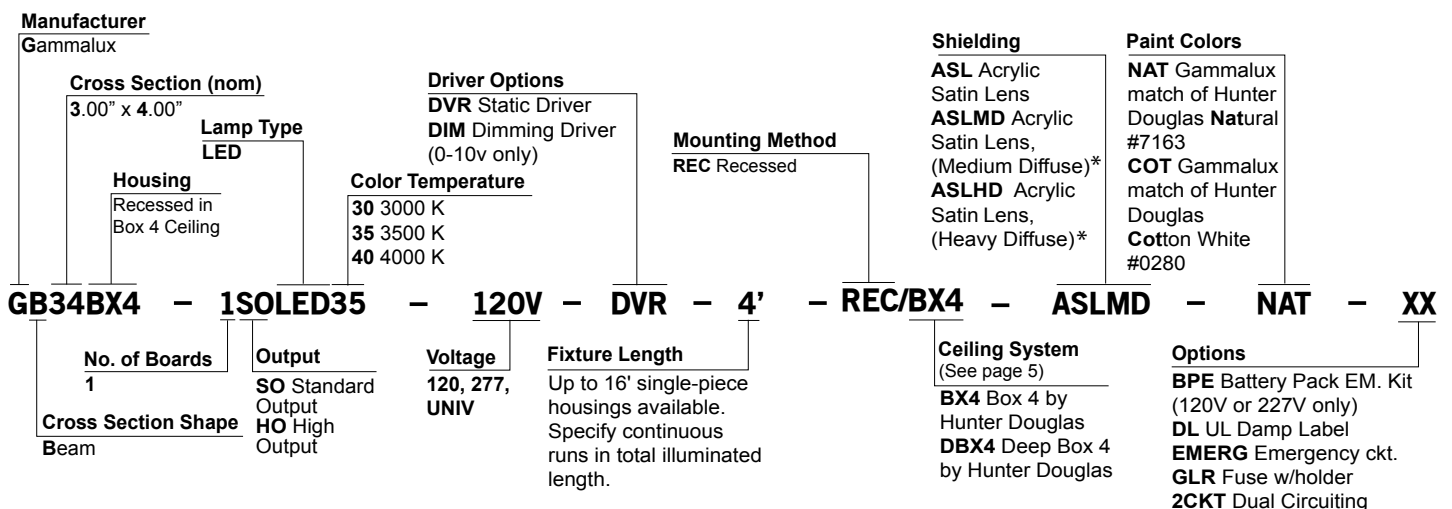 Manufacturer
Gammalux
Cross Section (nom)
3.00" x 4.00"
Lamp Type
LED
Housing
Recessed in
Box 4 Ceiling
Driver Options
DVR Static Driver
DIM Dimming Driver
(0-10v only)
Color Temperature
30 3000 K
35 3500 K
40 4000 K
Mounting Method
REC Recessed
Shielding
ASL Acrylic
Satin Lens
ASLMD Acrylic
Satin Lens,
(Medium Diffuse)*
ASLHD Acrylic
Satin Lens,
(Heavy Diffuse)*
Paint Colors
NAT Gammalux
match of Hunter
Douglas Natural
#7163
COT Gammalux
match of Hunter
Douglas
Cotton White
#0280
GB34BX4 – 1SOLED35 – 120V – DVR – 4' – REC/BX4 – ASLMD – NAT – XX
No. of Boards
1
Cross Section Shape
Beam
Output
SO Standard
Output
HO High
Output
Voltage
120, 277,
UNIV
Fixture Length
Up to 16' single-piece
housings available.
Specify continuous
runs in total illuminated
length.
Ceiling System
(See page 5)
BX4 Box 4 by
Hunter Douglas
DBX4 Deep Box 4
by Hunter Douglas
Options
BPE Battery Pack EM. Kit
(120V or 227V only)
DL UL Damp Label
EMERG Emergency ckt.
GLR Fuse w/holder
2CKT Dual Circuiting